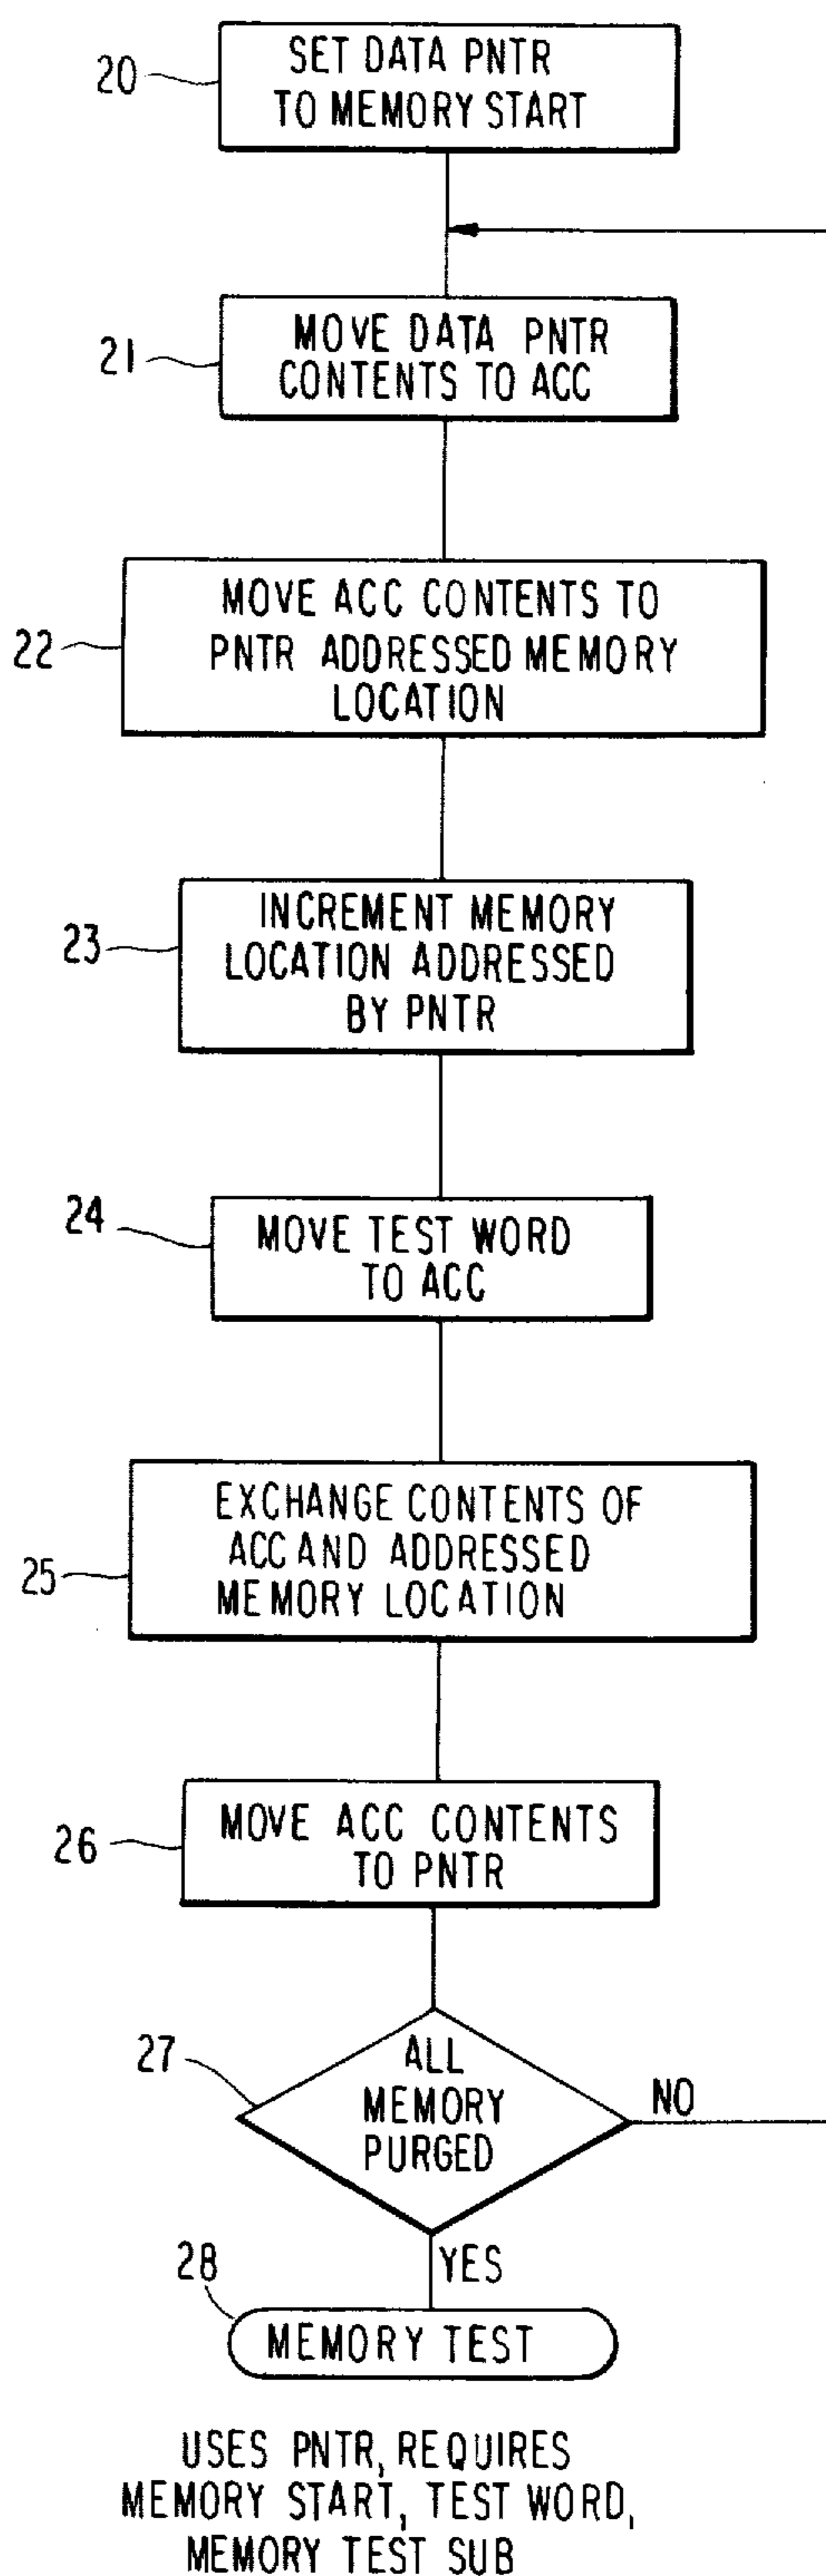 20
SET DATA PNTR
TO MEMORY START
21
MOVE DATA PNTR
CONTENTS TO ACC
22
MOVE ACC CONTENTS TO
PNTR ADDRESSED MEMORY
LOCATION
23
INCREMENT MEMORY
LOCATION ADDRESSED
BY PNTR
24
MOVE TEST WORD
TO ACC
25
EXCHANGE CONTENTS OF
ACC AND ADDRESSED
MEMORY LOCATION
26
MOVE ACC CONTENTS
TO PNTR
27
ALL
MEMORY
PURGED
NO
YES
28
MEMORY TEST
USES PNTR, REQUIRES
MEMORY START, TEST WORD,
MEMORY TEST SUB